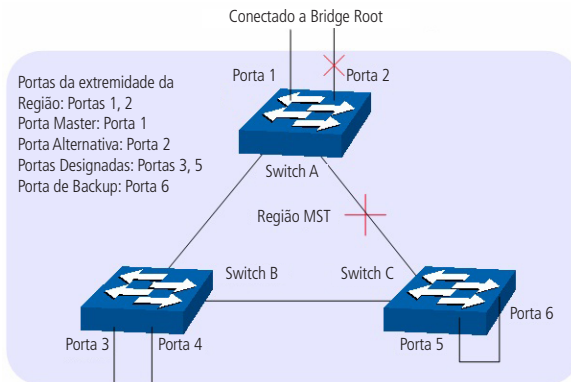 Conectado a Bridge Root
Porta 1
Porta 2
Portas da extremidade da
Região: Portas 1, 2
Porta Master: Porta 1
Porta Alternativa: Porta 2
Portas Designadas: Portas 3, 5
Porta de Backup: Porta 6
Switch A
Região MST
Switch B
Switch C
Porta 3
Porta 4
Porta 5
Porta 6